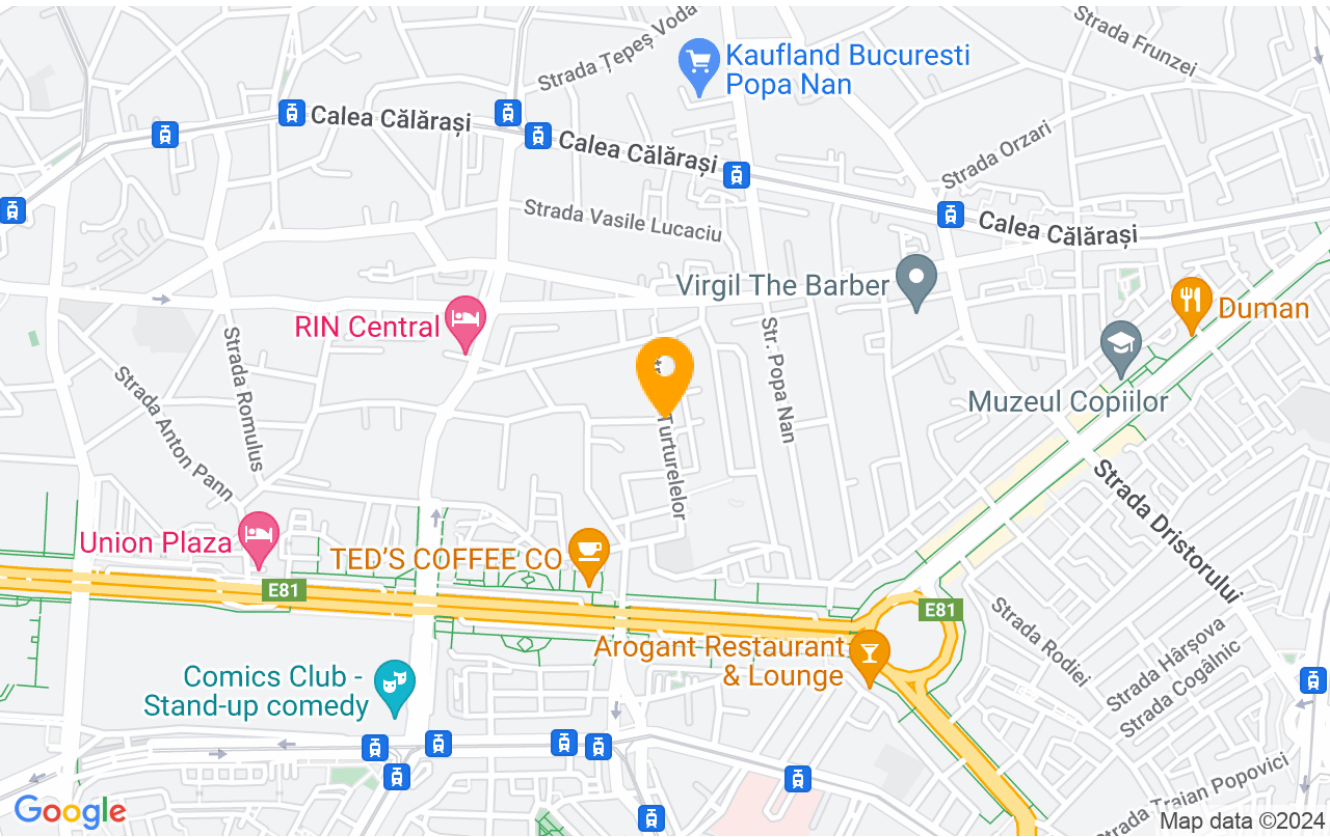 Strada Țepeș Vodă
Strada Frunzei
Kaufland Bucuresti
Popa Nan
Calea Călărași
Calea Călărași
Strada Orzari
Strada Vasile Lucaciu
Calea Călărași
Virgil The Barber
RIN Central
Duman
Str. Popa Nan
Strada Romulus
Strada Anton Pann
Muzeul Copiilor
Turturelelor
Strada Dristorului
Union Plaza
TED'S COFFEE CO
E81
E81
Strada Rodiei
Arogant Restaurant
& Lounge
Strada Hârșova
Strada Cogâlnic
Comics Club -
Stand-up comedy
Strada Traian Popovici
Google
Map data ©2024